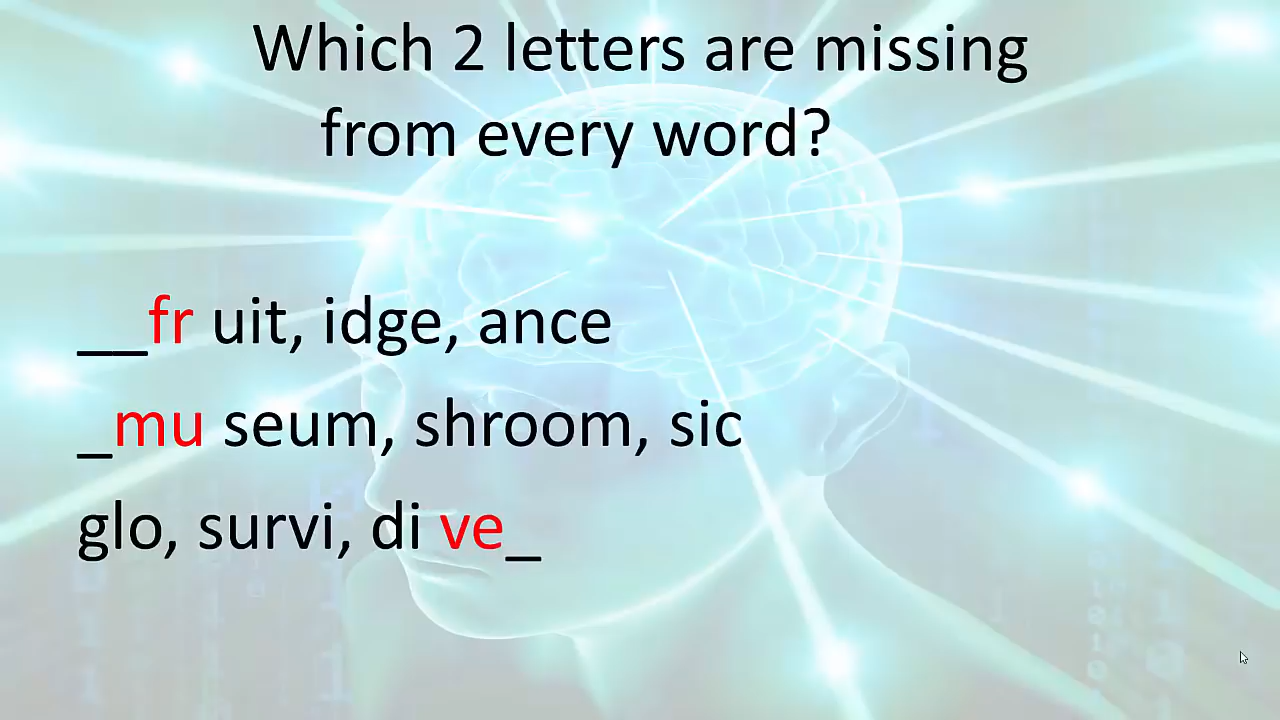 Which 2 letters are missing
from every word?
__fr uit, idge, ance
_mu seum, shroom, sic
glo, survi, di ve_